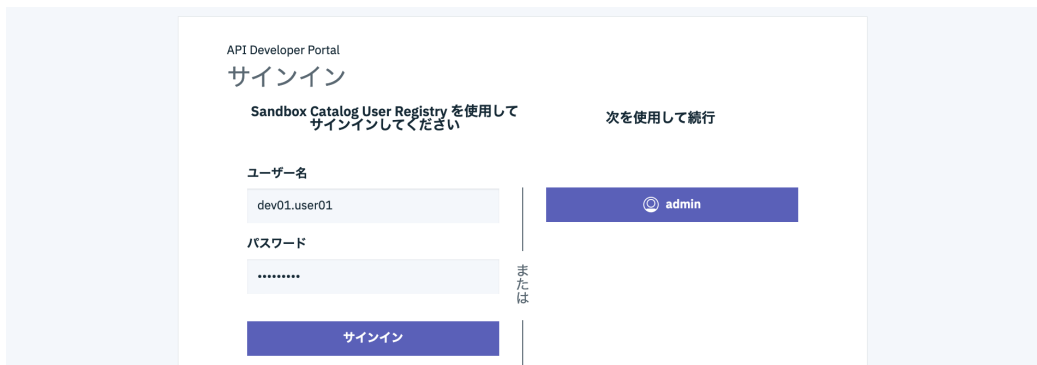 API Developer Portal
サインイン
Sandbox Catalog User Registry を使用して
サインインしてください
ユーザー名
dev01.user01
パスワード
•••••••••
サインイン
または
次を使用して続行
admin